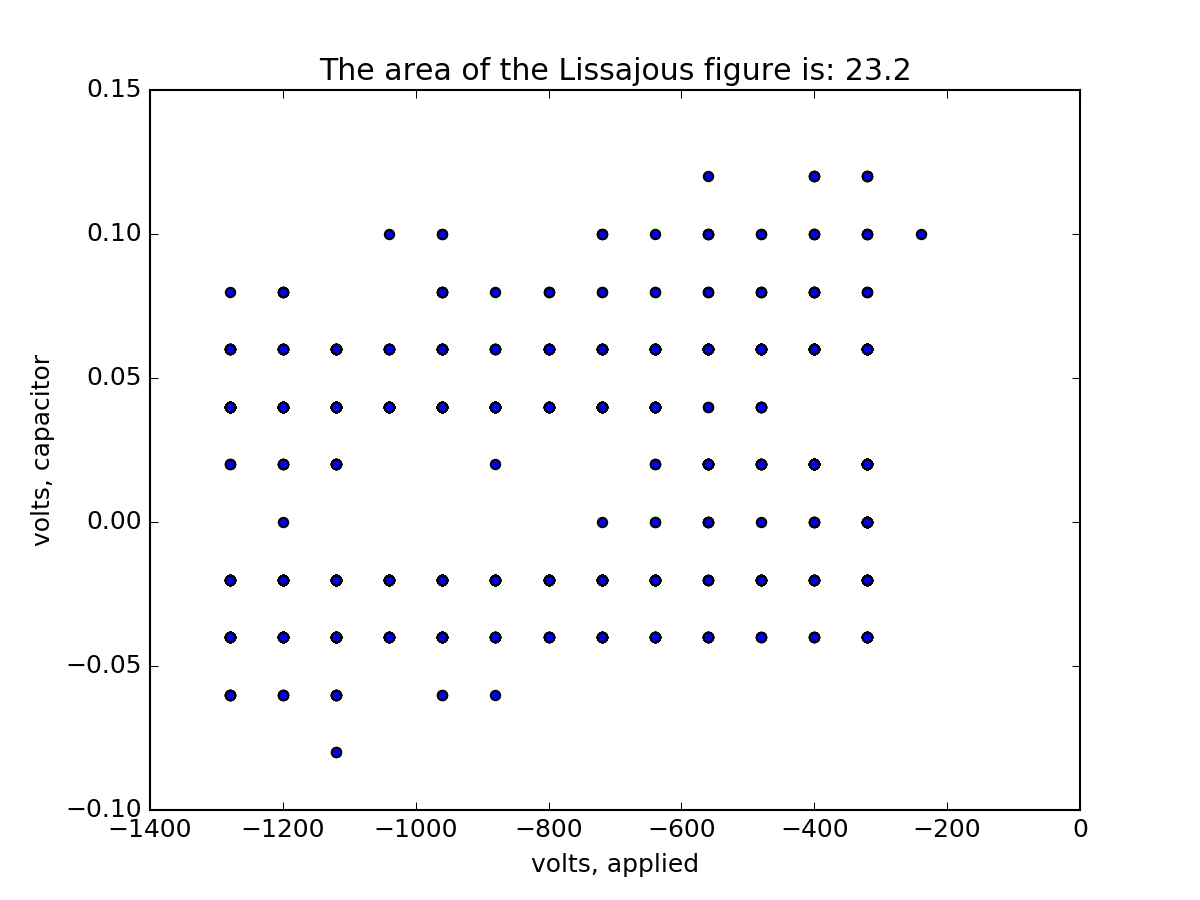 The area of the Lissajous figure is: 23.2
0.15
0.10
0.05
0.00
−0.05
−0.10
−1400 −1200 −1000 −800 −600 −400 −200 0
volts, capacitor
volts, applied